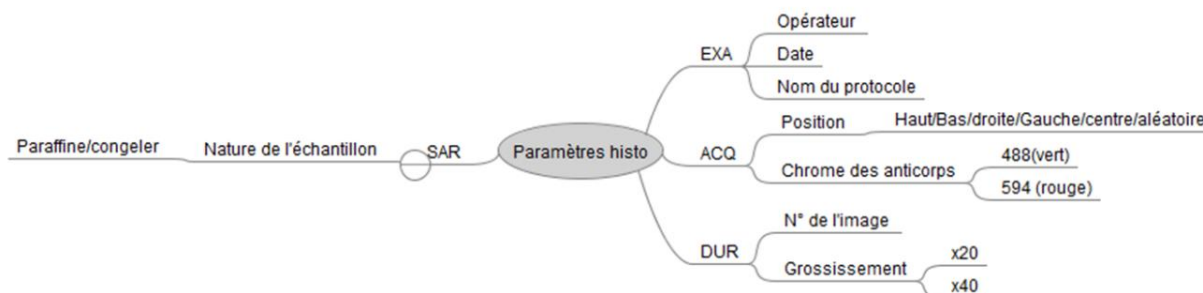 Paramètres histo
EXA
Opérateur
Date
Nom du protocole
ACQ
Position
Haut/Bas/droite/Gauche/centre/aléatoire
Chrome des anticorps
488(vert)
594 (rouge)
DUR
N° de l'image
Grossissement
x20
x40
SAR
Nature de l'échantillon
Paraffine/congeler